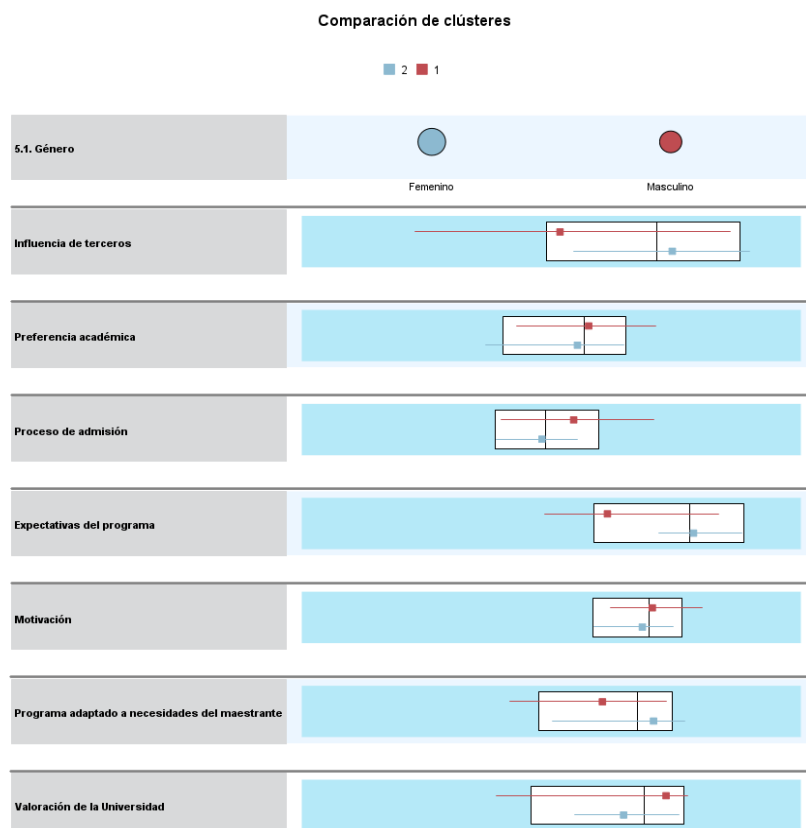 Comparación de clústeres
2 1
5.1. Género
Femenino Masculino
Influencia de terceros
Preferencia académica
Proceso de admisión
Expectativas del programa
Motivación
Programa adaptado a necesidades del maestrante
Valoración de la Universidad